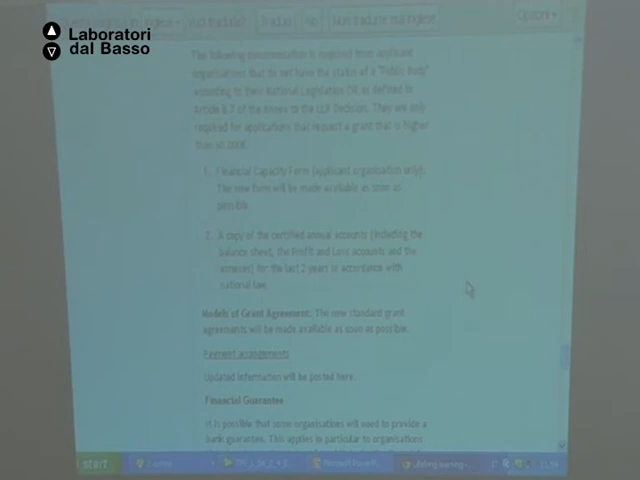 Laboratori
dal Basso
Opzioni
The following documentation is required from applicant
organisations that do not have the status of a "Public Body"
according to their National Legislation OR as defined in
Article 8.7 of the Annex to the LLP Decision. They are only
required for applications that request a grant that is higher
than
1. Financial Capacity Form (applicant organisation only).
The new form will be made available as soon as
possible.
2. A copy of the certified annual accounts (including the
balance sheet, the Profit and Loss accounts and the
annexes) for the last 2 years in accordance with
national law.
Models of Grant Agreement: The new standard grant
agreements will be made available as soon as possible.
Payment arrangements
Updated information will be posted here.
Financial Guarantee
It is possible that some organisations will need to provide a
bank guarantee. This applies in particular to organisations
start
Microsoft PowerP...
Lifelong learning